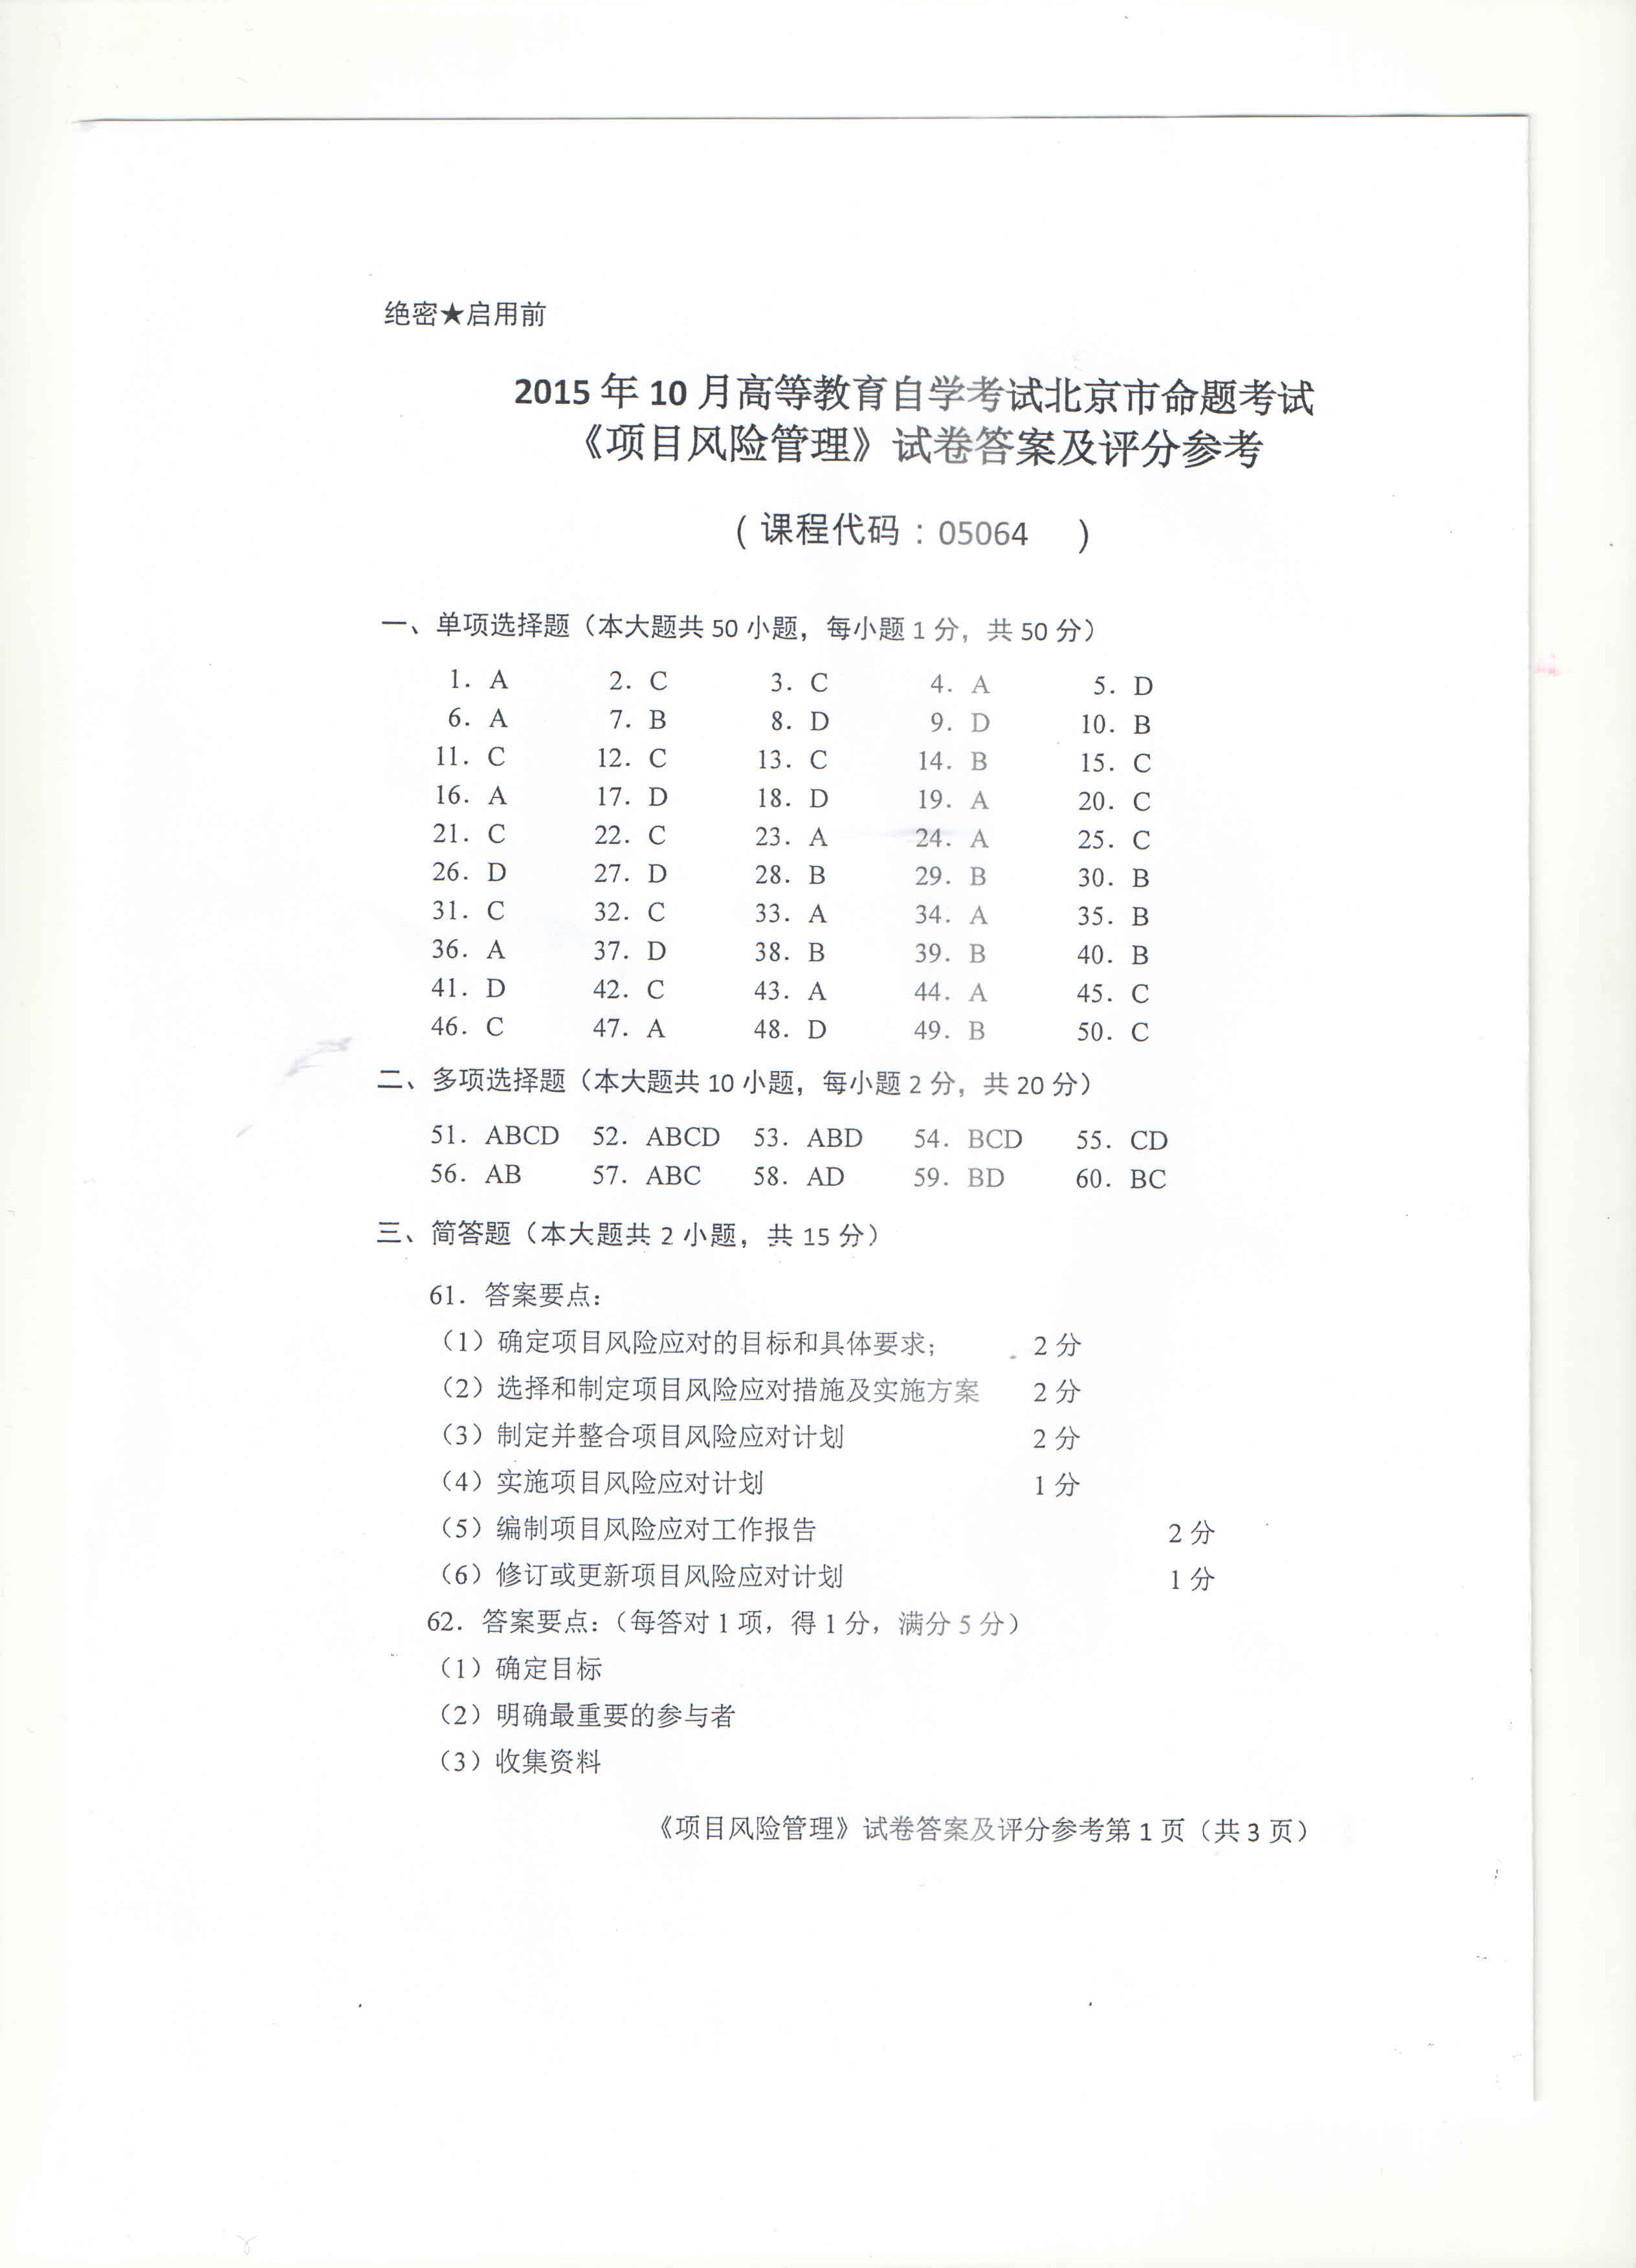 绝密★启用前
2015 年 10 月高等教育自学考试北京市命题考试
《项目风险管理》试卷答案及评分参考
（课程代码：05064 ）
一、单项选择题（本大题共 50 小题，每小题 1 分，共 50 分）
1. A 2. C 3. C 4. A 5. D
6. A 7. B 8. D 9. D 10. B
11. C 12. C 13. C 14. B 15. C
16. A 17. D 18. D 19. A 20. C
21. C 22. C 23. A 24. A 25. C
26. D 27. D 28. B 29. B 30. B
31. C 32. C 33. A 34. A 35. B
36. A 37. D 38. B 39. B 40. B
41. D 42. C 43. A 44. A 45. C
46. C 47. A 48. D 49. B 50. C
二、多项选择题（本大题共 10 小题，每小题 2 分，共 20 分）
51. ABCD 52. ABCD 53. ABD 54. BCD 55. CD
56. AB 57. ABC 58. AD 59. BD 60. BC
三、简答题（本大题共 2 小题，共 15 分）
61. 答案要点：
（1）确定项目风险应对的目标和具体要求； 2 分
（2）选择和制定项目风险应对措施及实施方案 2 分
（3）制定并整合项目风险应对计划 2 分
（4）实施项目风险应对计划 1 分
（5）编制项目风险应对工作报告 2 分
（6）修订或更新项目风险应对计划 1 分
62. 答案要点：（每答对 1 项，得 1 分，满分 5 分）
（1）确定目标
（2）明确最重要的参与者
（3）收集资料
《项目风险管理》试卷答案及评分参考第 1 页（共 3 页）